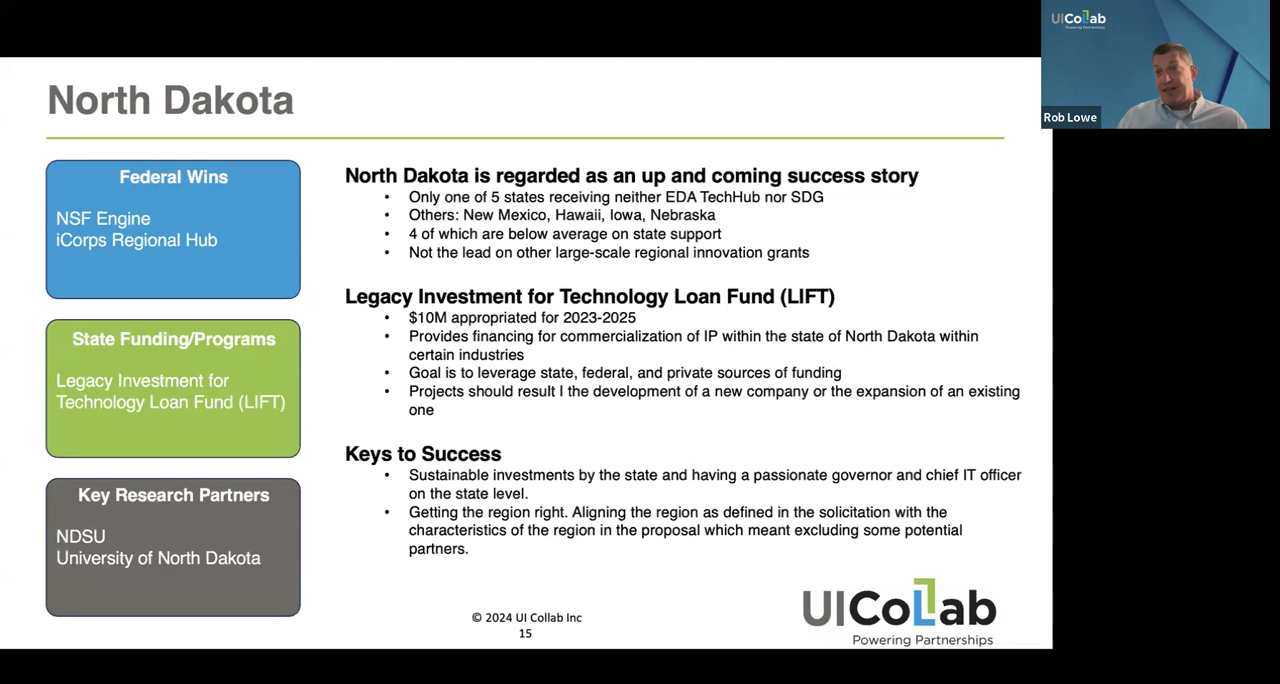 North Dakota
Federal Wins
NSF Engine
iCorps Regional Hub
State Funding/Programs
Legacy Investment for
Technology Loan Fund (LIFT)
Key Research Partners
NDSU
University of North Dakota
North Dakota is regarded as an up and coming success story
• Only one of 5 states receiving neither EDA TechHub nor SDG
• Others: New Mexico, Hawaii, Iowa, Nebraska
• 4 of which are below average on state support
• Not the lead on other large-scale regional innovation grants
Legacy Investment for Technology Loan Fund (LIFT)
• $10M appropriated for 2023-2025
• Provides financing for commercialization of IP within the state of North Dakota within
certain industries
• Goal is to leverage state, federal, and private sources of funding
• Projects should result I the development of a new company or the expansion of an existing
one
Keys to Success
• Sustainable investments by the state and having a passionate governor and chief IT officer
on the state level.
• Getting the region right. Aligning the region as defined in the solicitation with the
characteristics of the region in the proposal which meant excluding some potential
partners.
© 2024 UI Collab Inc
15
UICoLab
Powering Partnerships
UICoLab
Powering Partnerships
Rob Lowe